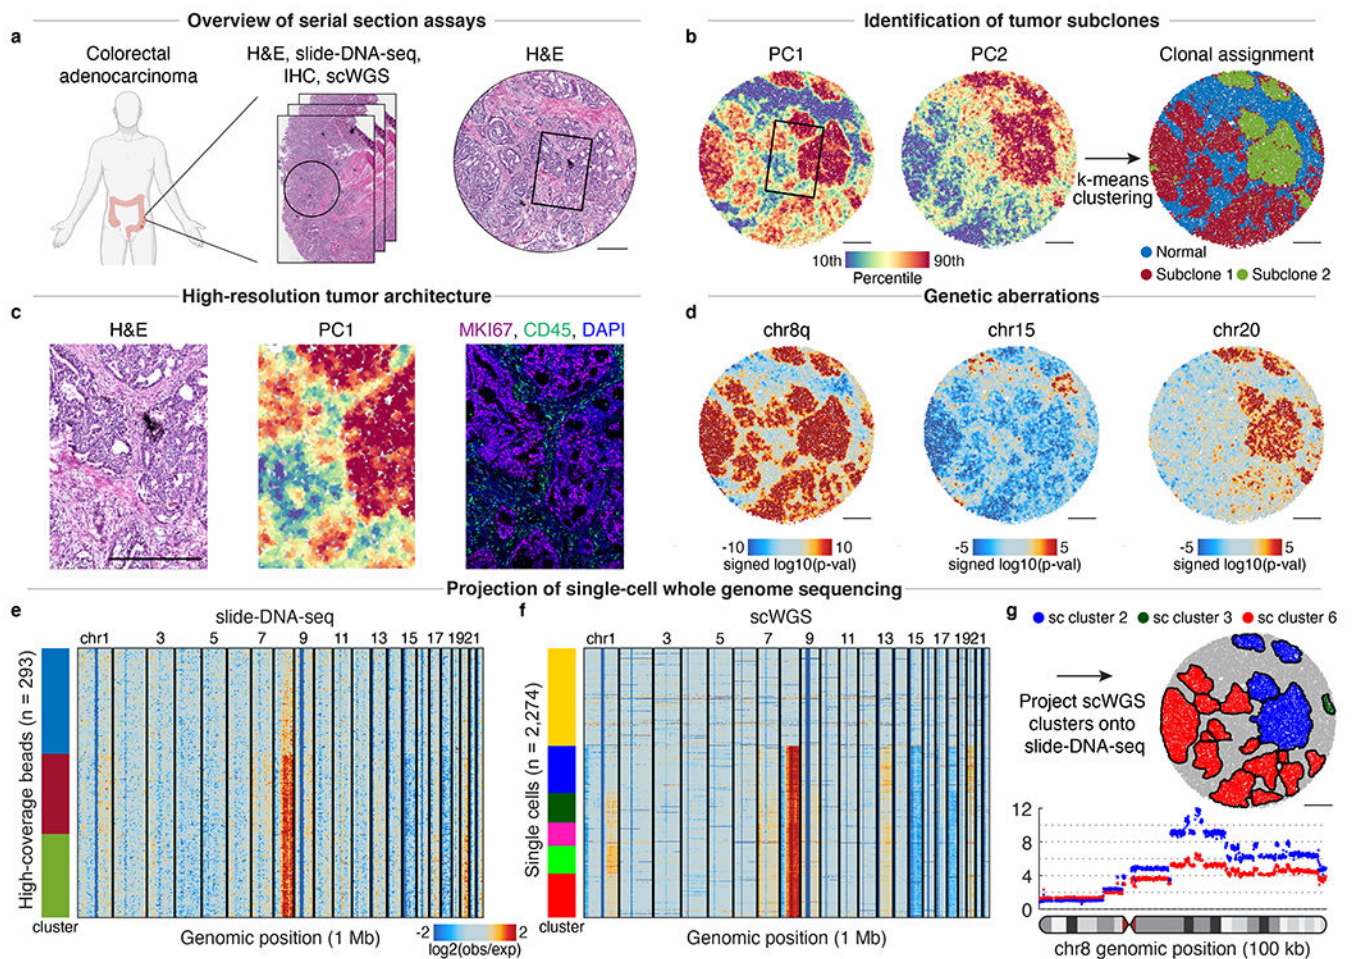 Overview of serial section assays
a
Colorectal
adenocarcinoma
H&E, slide-DNA-seq,
IHC, scWGS
H&E
Identification of tumor subclones
b
PC1
PC2
Clonal assignment
k-means
clustering
10th
90th
Percentile
Normal
Subclone 1
Subclone 2
High-resolution tumor architecture
c
H&E
PC1
MKI67, CD45, DAPI
Genetic aberrations
d
chr8q
chr15
chr20
-10
10
signed log10(p-val)
-5
5
signed log10(p-val)
-5
5
signed log10(p-val)
Projection of single-cell whole genome sequencing
e
slide-DNA-seq
chr1 3 5 7 9 11 13 15 17 19 21
High-coverage beads (n = 293)
cluster
Genomic position (1 Mb)
-2
2
log2(obs/exp)
f
scWGS
chr1 3 5 7 9 11 13 15 17 19 21
Single cells (n = 2,274)
cluster
Genomic position (1 Mb)
g
sc cluster 2
sc cluster 3
sc cluster 6
Project scWGS
clusters onto
slide-DNA-seq
12
8
4
0
chr8 genomic position (100 kb)